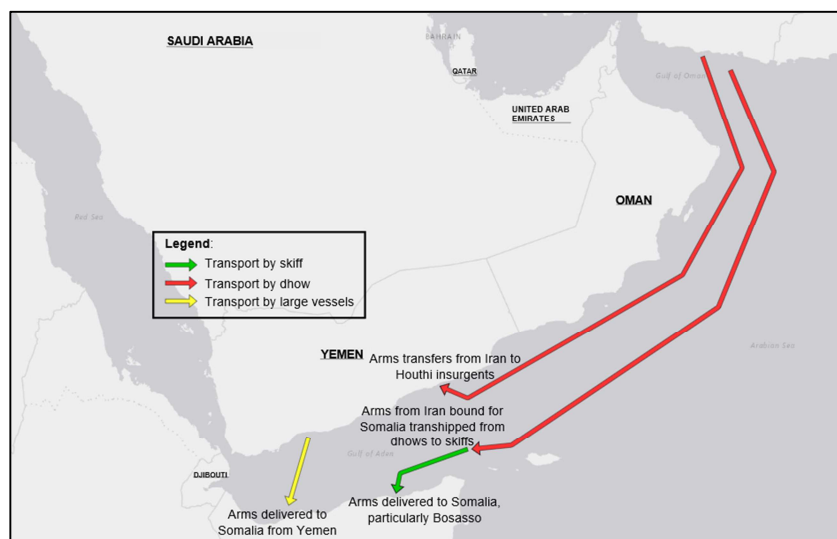 SAUDI ARABIA
BAHRAIN
QATAR
Gulf of Oman
UNITED ARAB
EMIRATES
OMAN
Red Sea
Legend:
Transport by skiff
Transport by dhow
Transport by large vessels
YEMEN
Arms transfers from Iran to
Houthi insurgents
Arabian Sea
Arms from Iran bound for
Somalia transhipped from
dhows to skiffs
Gulf of Aden
DJIBOUTI
Arms delivered to Somalia,
particularly Bosasso
Arms delivered to
Somalia from Yemen